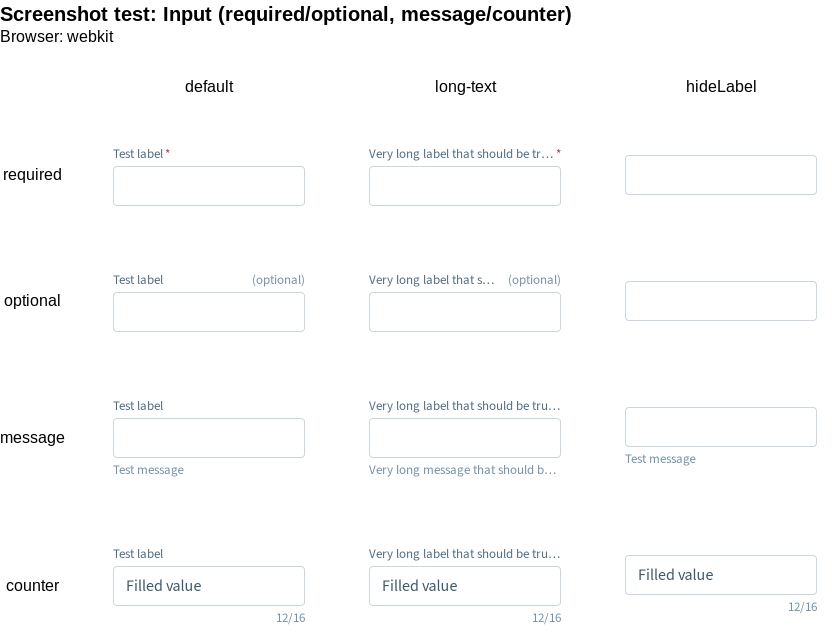 Screenshot test: Input (required/optional, message/counter)
Browser: webkit
default long-text hideLabel
Test label * Very long label that should be tr… *
required
Test label (optional) Very long label that s… (optional)
optional
Test label Very long label that should be tru…
message
Test message Very long message that should b… Test message
Test label Very long label that should be tru…
counter Filled value Filled value Filled value
12/16 12/16 12/16